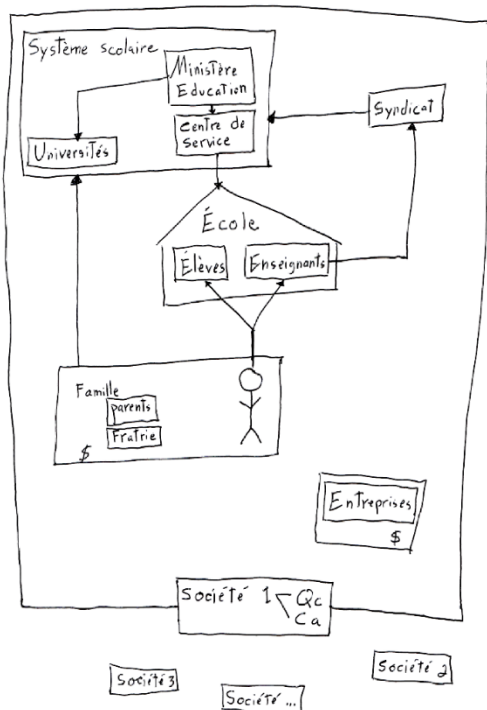 Système scolaire
Ministère
Education
Centre de
service
Universités
Syndicat
École
Élèves
Enseignants
Famille
parents
Fratrie
$
Entreprises
$
Société 1 Qc
Ca
Société 3
Société ...
Société 2